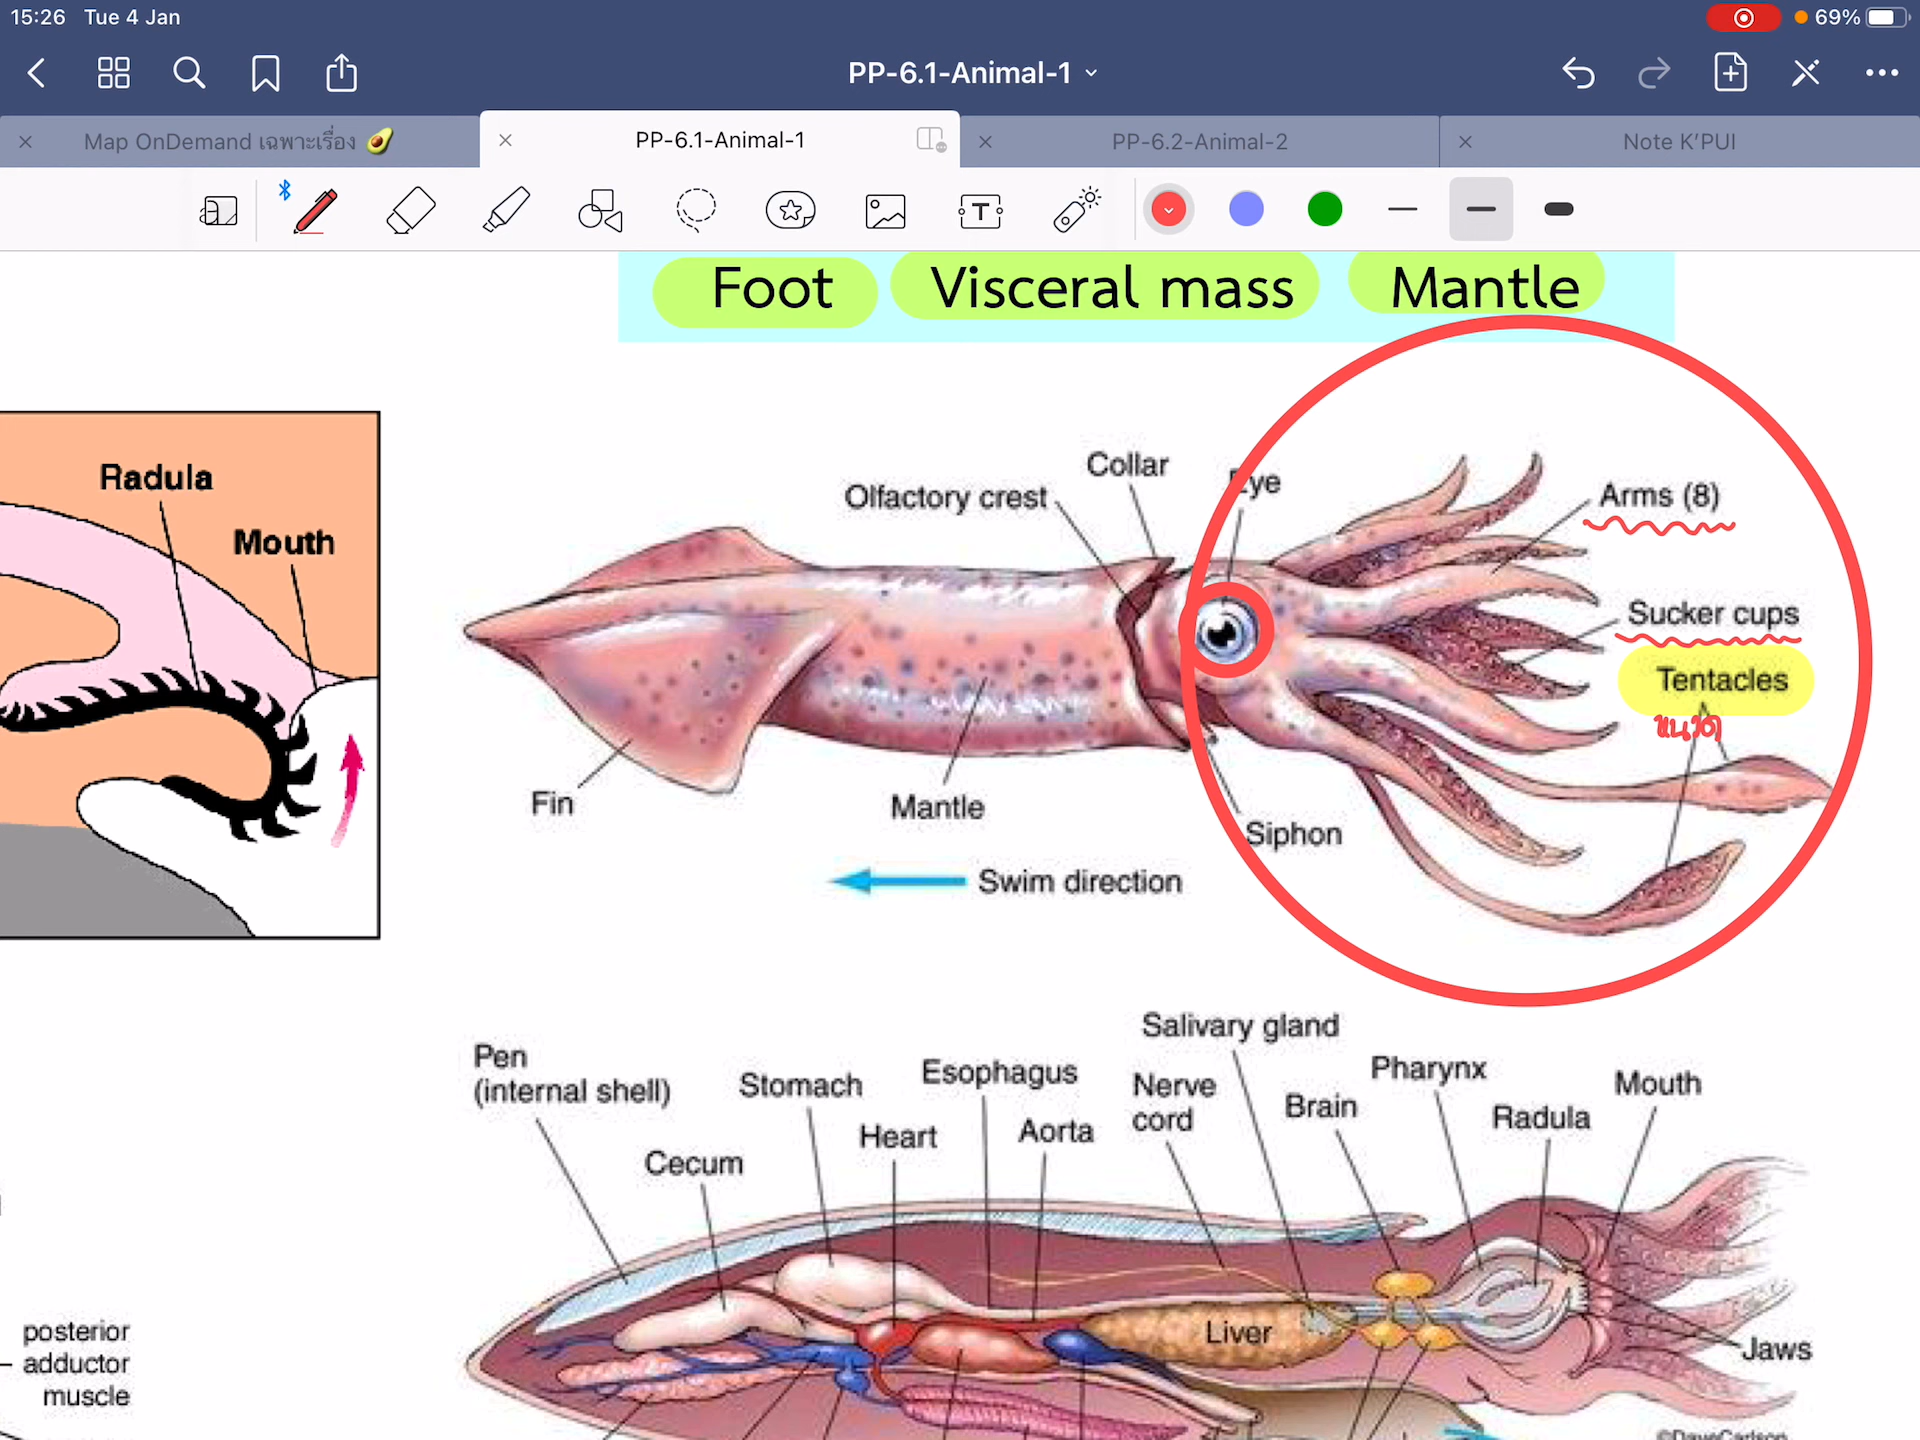 15:26 Tue 4 Jan
69%
PP-6.1-Animal-1
Map OnDemand เฉพาะเรื่อง 🥑
PP-6.1-Animal-1
PP-6.2-Animal-2
Note K'PUI
Foot Visceral mass Mantle
Radula
Mouth
Collar
Olfactory crest
Eye
Arms (8)
Sucker cups
Tentacles
หนวด
Fin
Mantle
Siphon
Swim direction
Salivary gland
Pen
(internal shell)
Stomach
Esophagus
Nerve
cord
Pharynx
Mouth
Brain
Radula
Heart
Aorta
Cecum
Liver
Jaws
posterior
adductor
muscle
©DaveCarlson